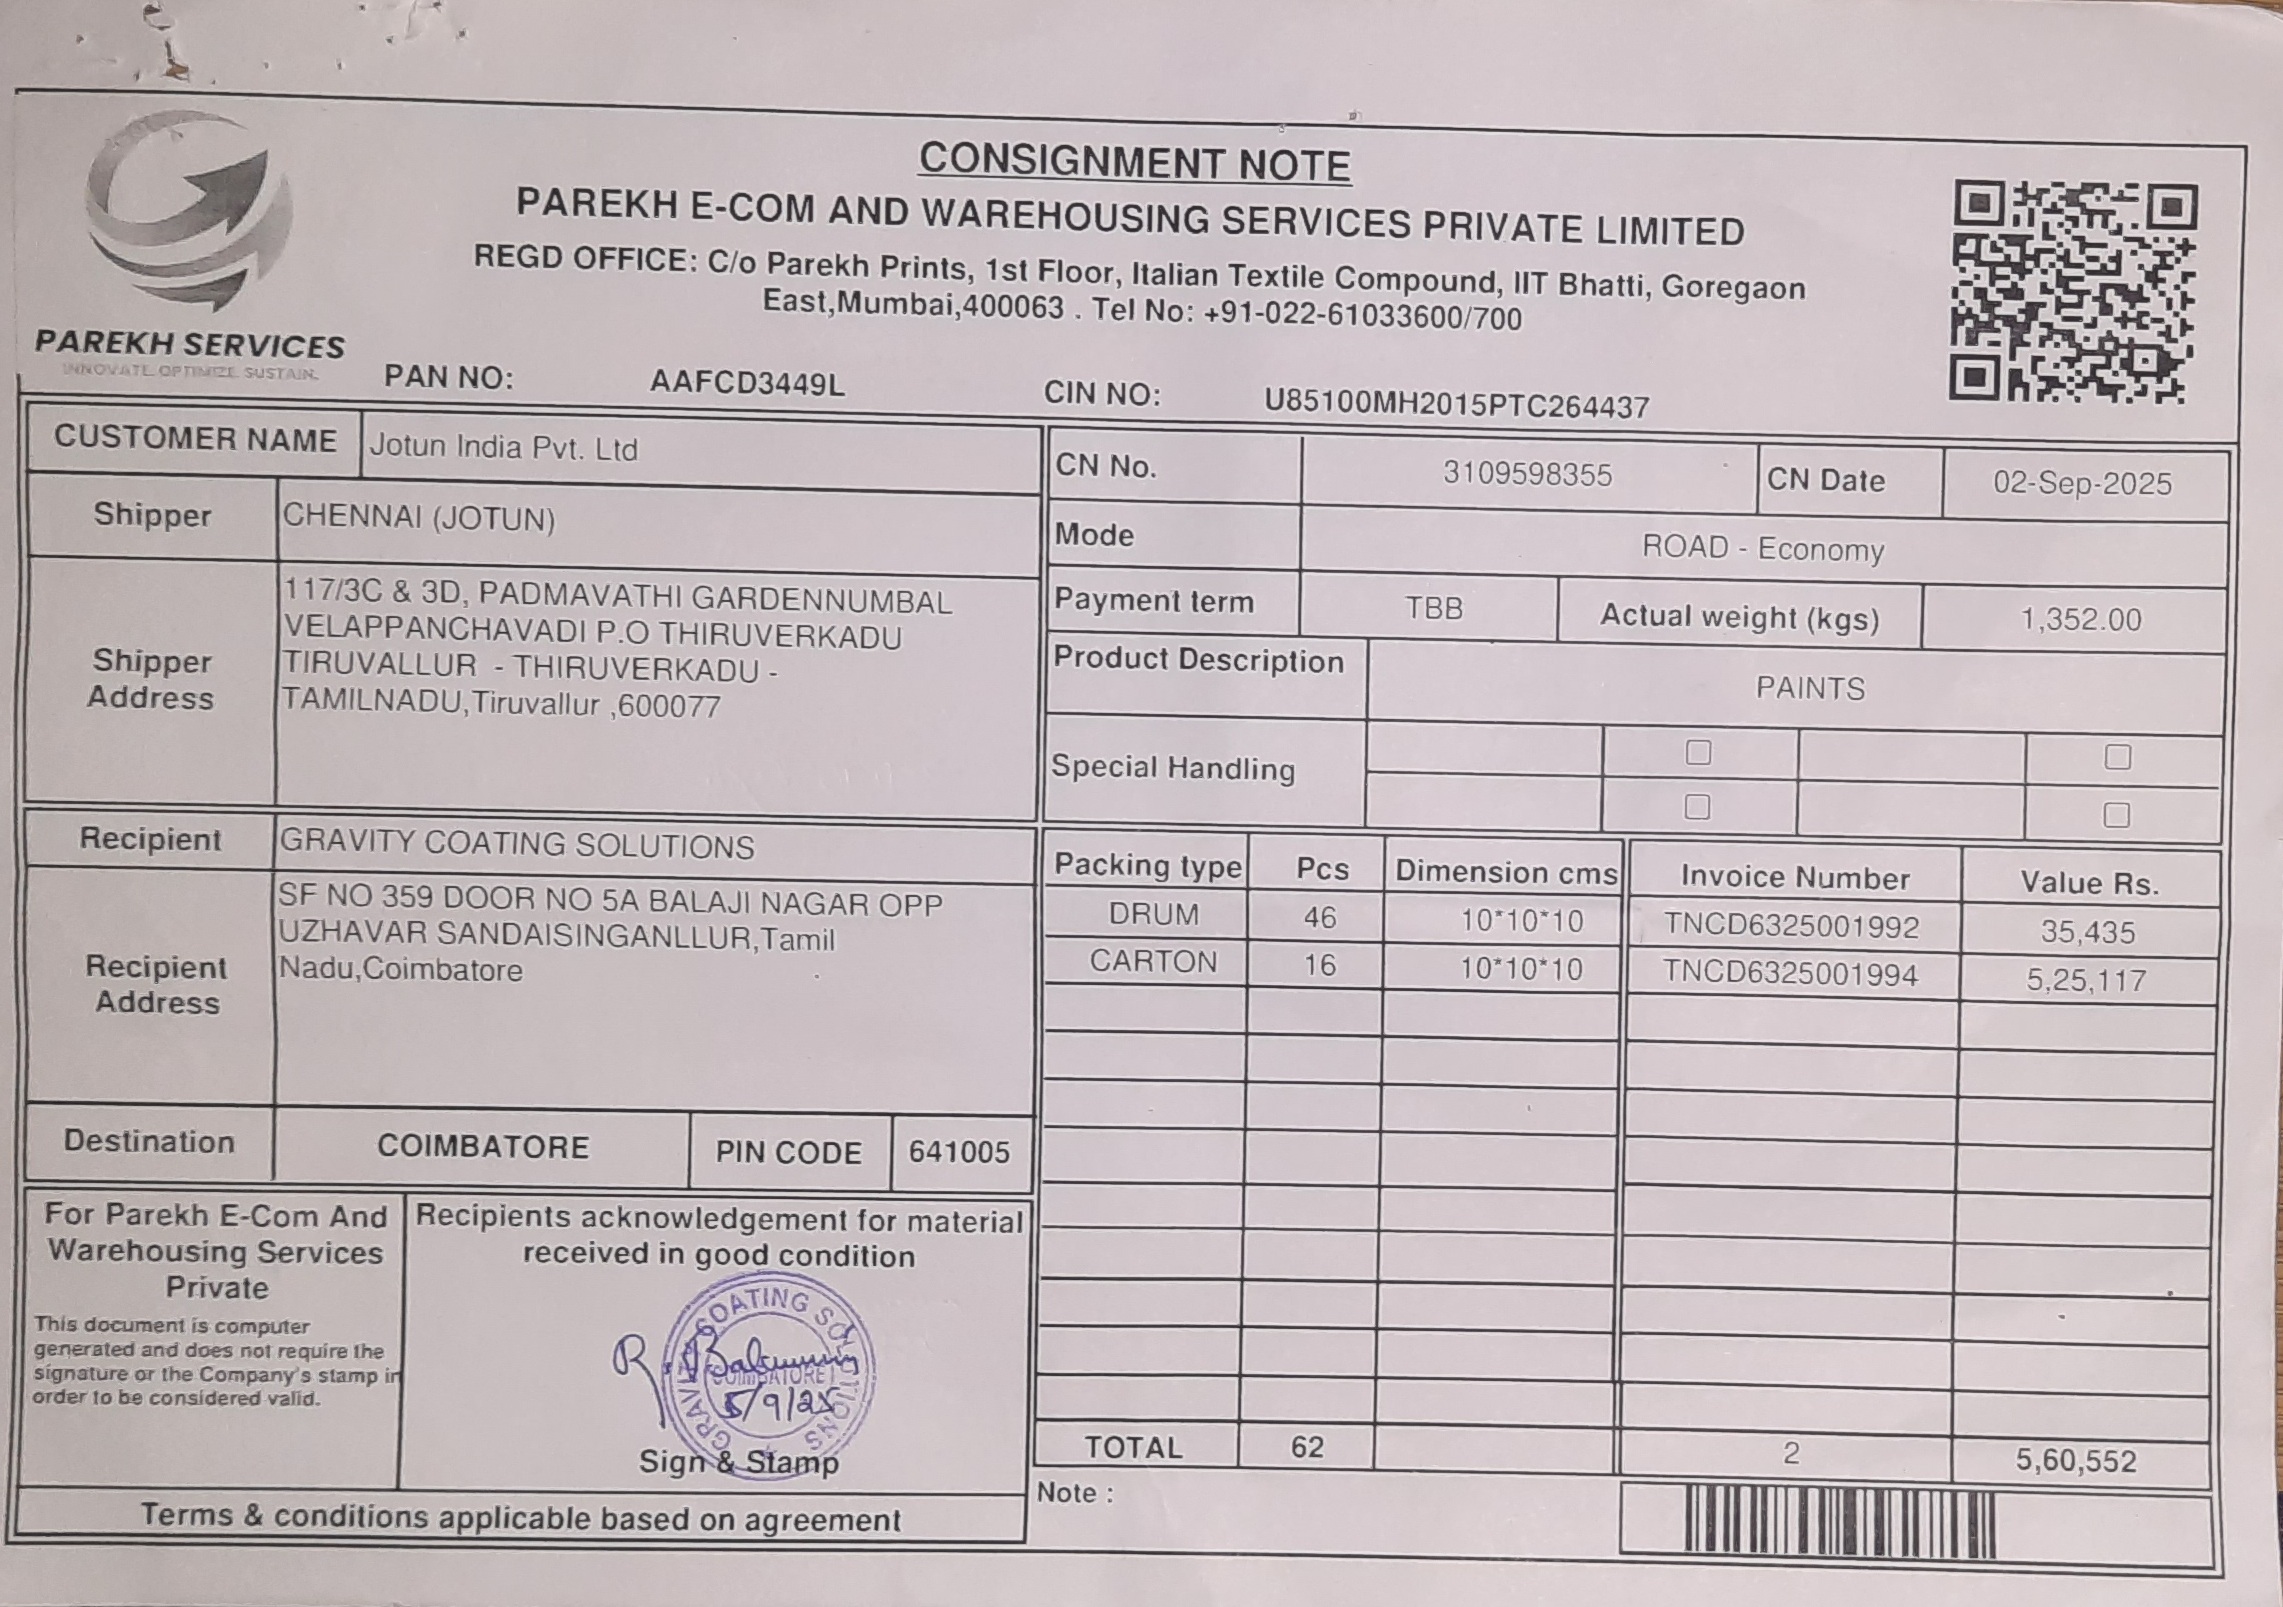 CONSIGNMENT NOTE
PAREKH E-COM AND WAREHOUSING SERVICES PRIVATE LIMITED
REGD OFFICE: C/o Parekh Prints, 1st Floor, Italian Textile Compound, IIT Bhatti, Goregaon
East,Mumbai,400063 . Tel No: +91-022-61033600/700
PAREKH SERVICES
INNOVATE. OPTIMIZE. SUSTAIN.
PAN NO: AAFCD3449L CIN NO: U85100MH2015PTC264437
CUSTOMER NAME Jotun India Pvt. Ltd
Shipper CHENNAI (JOTUN)
Shipper Address
117/3C & 3D, PADMAVATHI GARDENNUMBAL
VELAPPANCHAVADI P.O THIRUVERKADU
TIRUVALLUR - THIRUVERKADU -
TAMILNADU,Tiruvallur ,600077
Recipient GRAVITY COATING SOLUTIONS
Recipient Address
SF NO 359 DOOR NO 5A BALAJI NAGAR OPP
UZHAVAR SANDAISINGANLLUR,Tamil
Nadu,Coimbatore
Destination COIMBATORE PIN CODE 641005
For Parekh E-Com And
Warehousing Services
Private
This document is computer
generated and does not require the
signature or the Company's stamp in
order to be considered valid.
Recipients acknowledgement for material
received in good condition
GRAVITY COATING SOLUTIONS
COIMBATORE
5/9/25
Sign & Stamp
Terms & conditions applicable based on agreement
CN No. 3109598355 CN Date 02-Sep-2025
Mode ROAD - Economy
Payment term TBB Actual weight (kgs) 1,352.00
Product Description PAINTS
Special Handling
Packing type Pcs Dimension cms Invoice Number Value Rs.
DRUM 46 10*10*10 TNCD6325001992 35,435
CARTON 16 10*10*10 TNCD6325001994 5,25,117
TOTAL 62 2 5,60,552
Note :